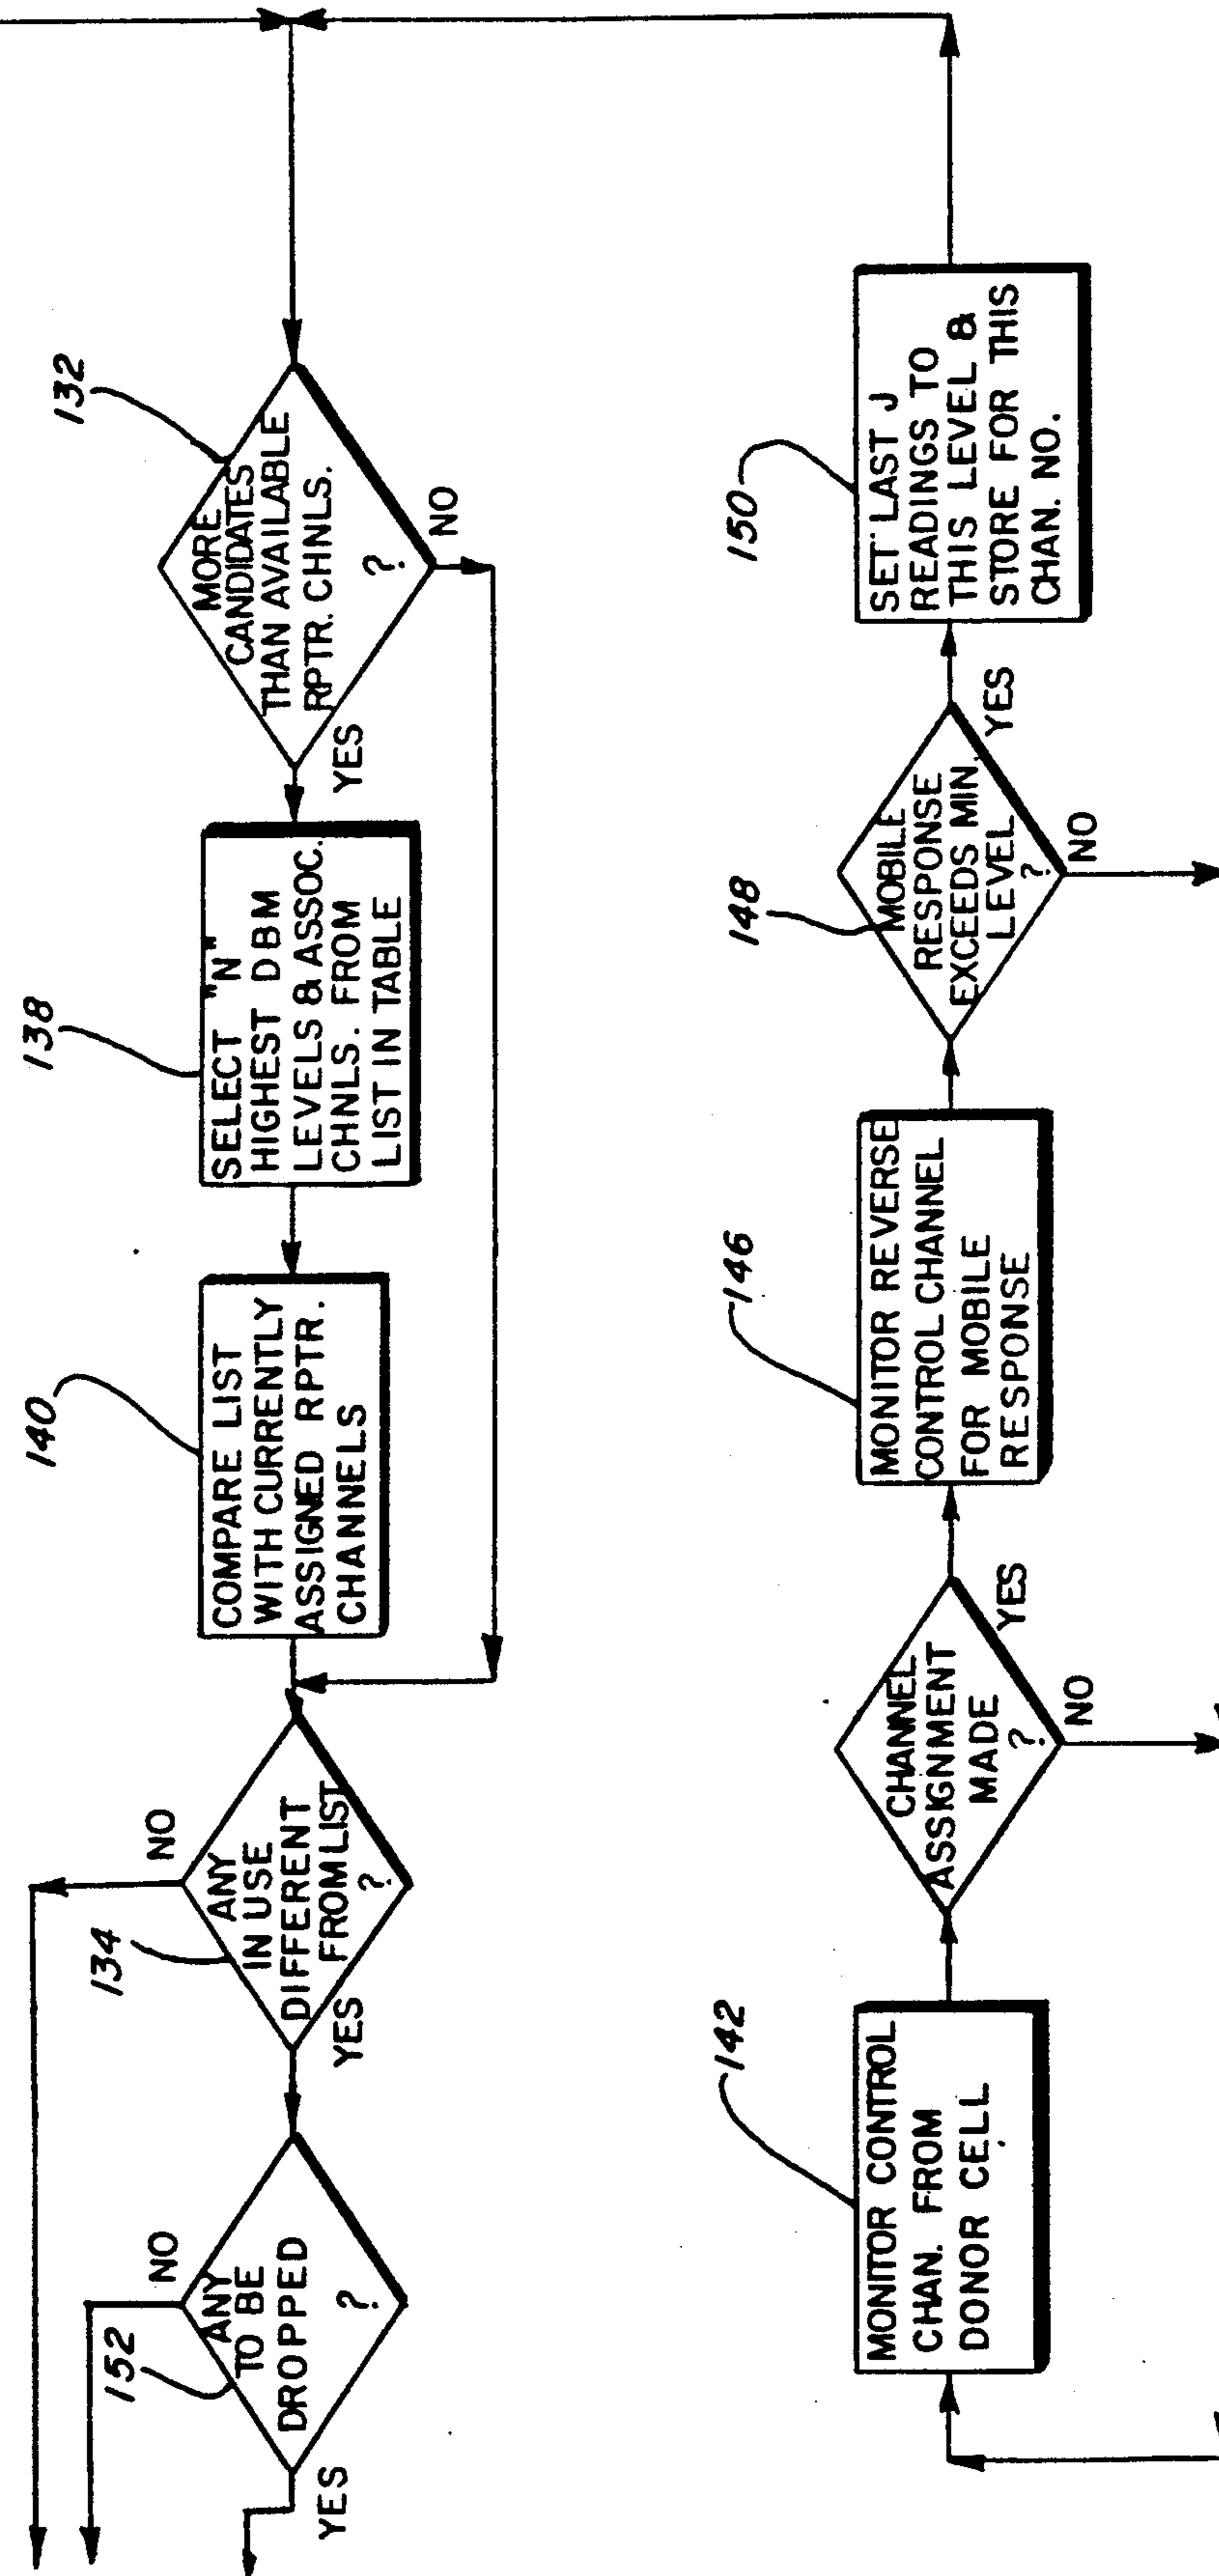 132
MORE
CANDIDATES
THAN AVAILABLE
RPTR. CHNLS.
?
NO
YES
138
SELECT "N"
HIGHEST DBM
LEVELS & ASSOC.
CHNLS. FROM
LIST IN TABLE
140
COMPARE LIST
WITH CURRENTLY
ASSIGNED RPTR.
CHANNELS
134
ANY
IN USE
DIFFERENT
FROM LIST
?
NO
YES
152
ANY
TO BE
DROPPED
?
NO
YES
142
MONITOR CONTROL
CHAN. FROM
DONOR CELL
CHANNEL
ASSIGNMENT
MADE
?
YES
NO
146
MONITOR REVERSE
CONTROL CHANNEL
FOR MOBILE
RESPONSE
148
MOBILE
RESPONSE
EXCEEDS MIN.
LEVEL
?
YES
NO
150
SET LAST J
READINGS TO
THIS LEVEL &
STORE FOR THIS
CHAN. NO.